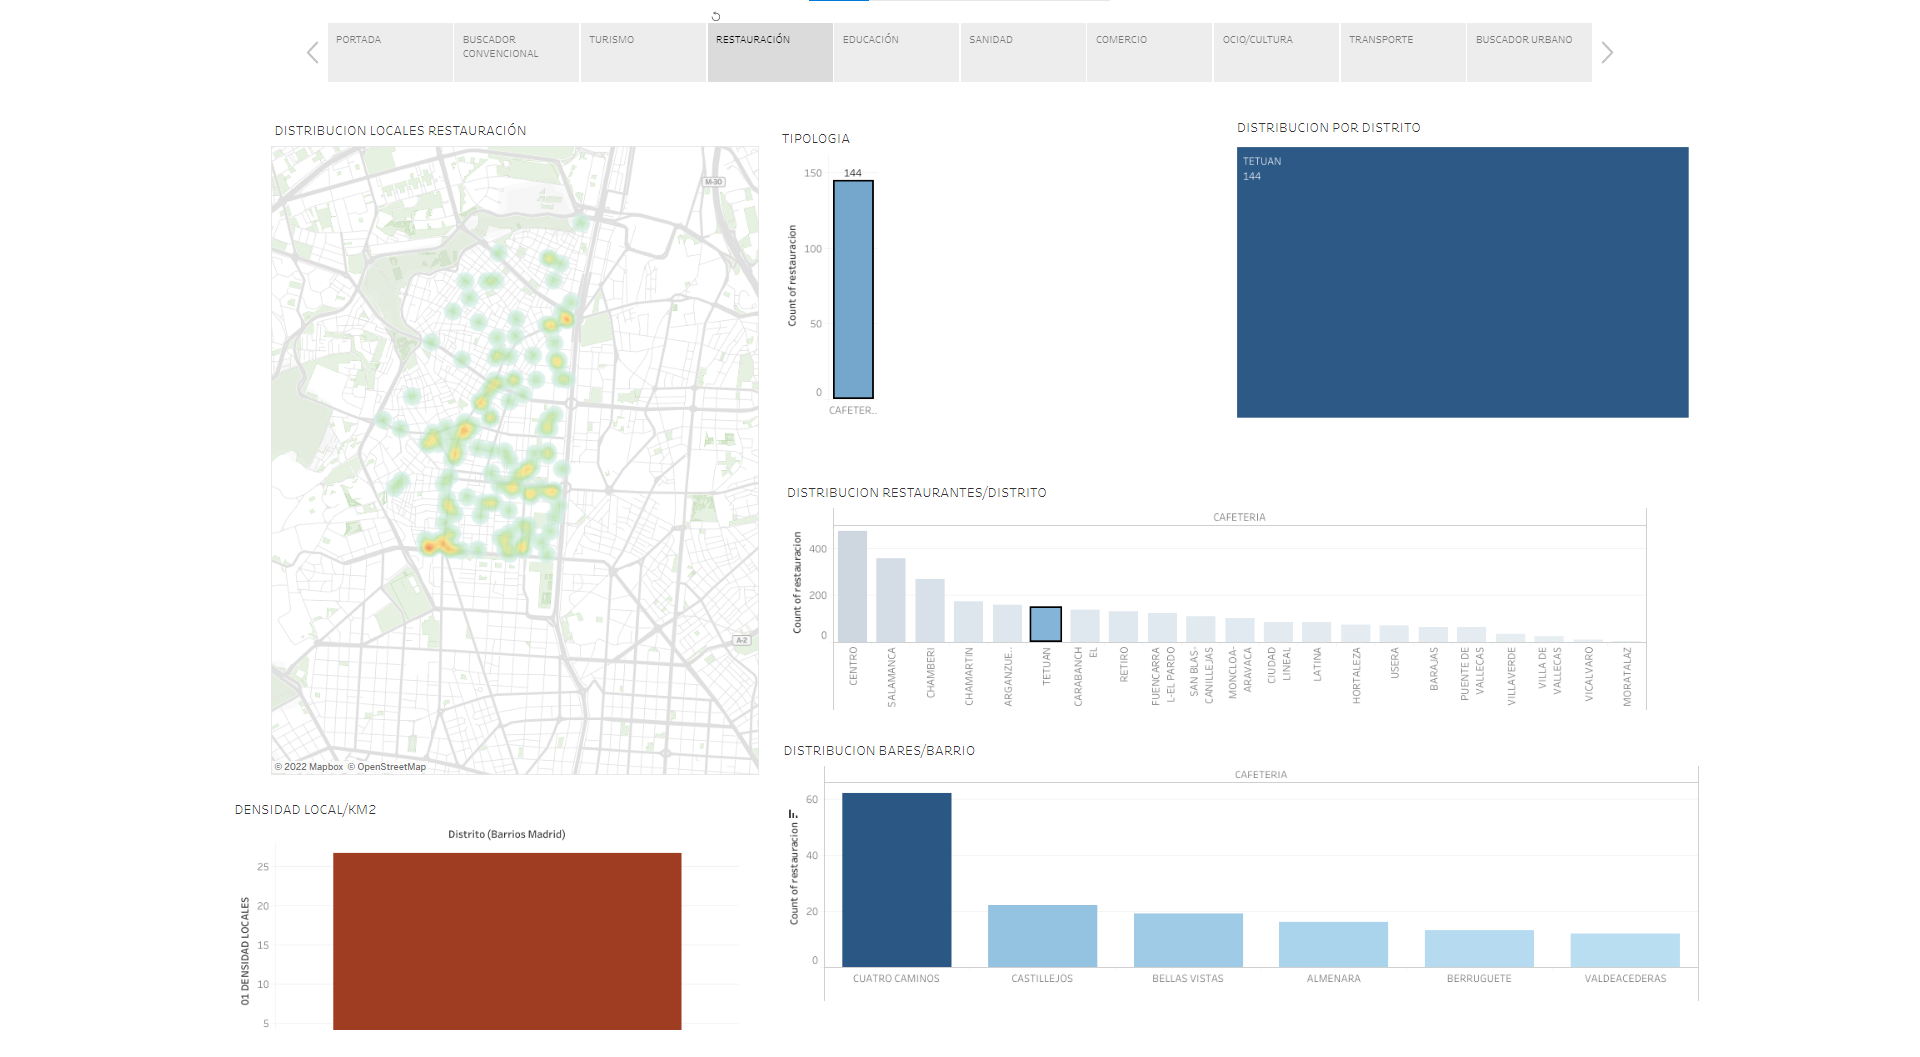 PORTADA
BUSCADOR
CONVENCIONAL
TURISMO
RESTAURACIÓN
EDUCACIÓN
SANIDAD
COMERCIO
OCIO/CULTURA
TRANSPORTE
BUSCADOR URBANO
DISTRIBUCION LOCALES RESTAURACIÓN
M-30
A-2
© 2022 Mapbox © OpenStreetMap
TIPOLOGIA
Count of restauracion
150
100
50
0
144
CAFETER..
DISTRIBUCION POR DISTRITO
TETUAN
144
DISTRIBUCION RESTAURANTES/DISTRITO
CAFETERIA
Count of restauracion
400
200
0
CENTRO
SALAMANCA
CHAMBERI
CHAMARTIN
ARGANZUE..
TETUAN
CARABANCH
EL
RETIRO
FUENCARRA
L-EL PARDO
SAN BLAS-
CANILLEJAS
MONCLOA-
ARAVACA
CIUDAD
LINEAL
LATINA
HORTALEZA
USERA
BARAJAS
PUENTE DE
VALLECAS
VILLAVERDE
VILLA DE
VALLECAS
VICALVARO
MORATALAZ
DISTRIBUCION BARES/BARRIO
CAFETERIA
Count of restauracion
60
40
20
0
CUATRO CAMINOS
CASTILLEJOS
BELLAS VISTAS
ALMENARA
BERRUGUETE
VALDEACEDERAS
DENSIDAD LOCAL/KM2
Distrito (Barrios Madrid)
01 DENSIDAD LOCALES
25
20
15
10
5